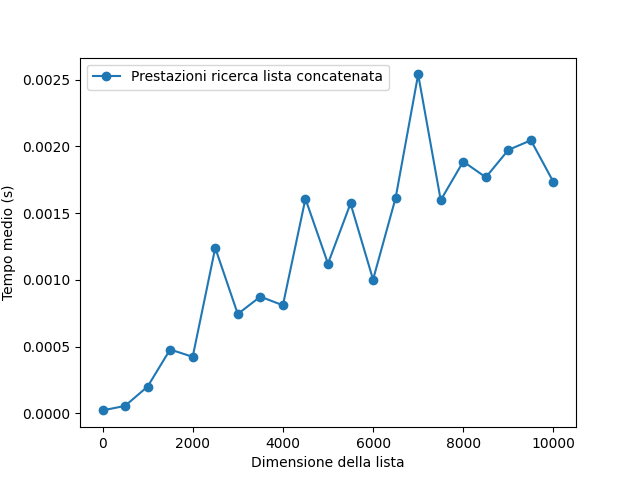 Prestazioni ricerca lista concatenata
0.0025
0.0020
0.0015
0.0010
0.0005
0.0000
Tempo medio (s)
0 2000 4000 6000 8000 10000
Dimensione della lista